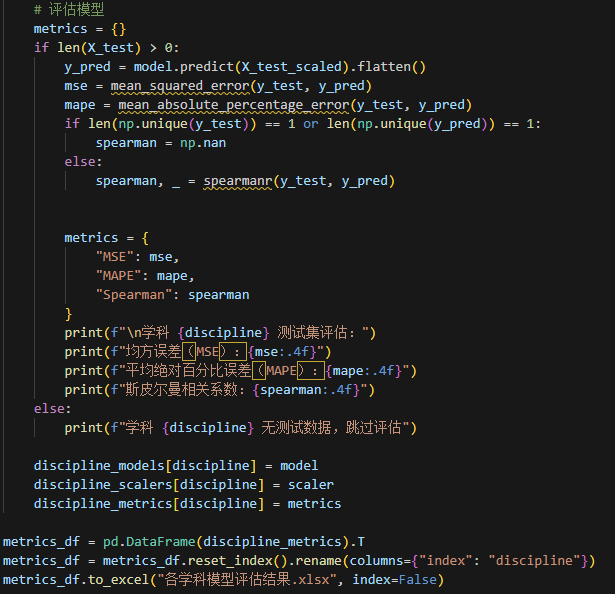 # 评估模型
metrics = {}
if len(X_test) > 0:
    y_pred = model.predict(X_test_scaled).flatten()
    mse = mean_squared_error(y_test, y_pred)
    mape = mean_absolute_percentage_error(y_test, y_pred)
    if len(np.unique(y_test)) == 1 or len(np.unique(y_pred)) == 1:
        spearman = np.nan
    else:
        spearman, _ = spearmanr(y_test, y_pred)
    metrics = {
        "MSE": mse,
        "MAPE": mape,
        "Spearman": spearman
    }
    print(f"\n学科 {discipline} 测试集评估：")
    print(f"均方误差（MSE）：{mse:.4f}")
    print(f"平均绝对百分比误差（MAPE）：{mape:.4f}")
    print(f"斯皮尔曼相关系数：{spearman:.4f}")
else:
    print(f"学科 {discipline} 无测试数据，跳过评估")
discipline_models[discipline] = model
discipline_scalers[discipline] = scaler
discipline_metrics[discipline] = metrics
metrics_df = pd.DataFrame(discipline_metrics).T
metrics_df = metrics_df.reset_index().rename(columns={"index": "discipline"})
metrics_df.to_excel("各学科模型评估结果.xlsx", index=False)